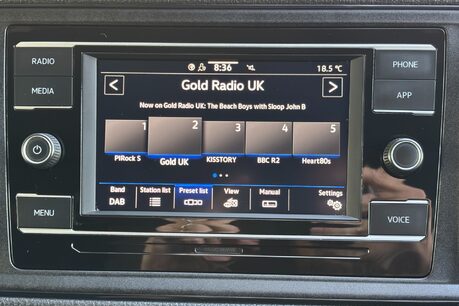 RADIO
MEDIA
MENU
8:36
18.5 °C
Gold Radio UK
Now on Gold Radio UK: The Beach Boys with Sloop John B
1 2 3 4 5
PlRock S Gold UK KISSTORY BBC R2 Heart80s
Band Station list Preset list View Manual Settings
DAB
PHONE
APP
VOICE